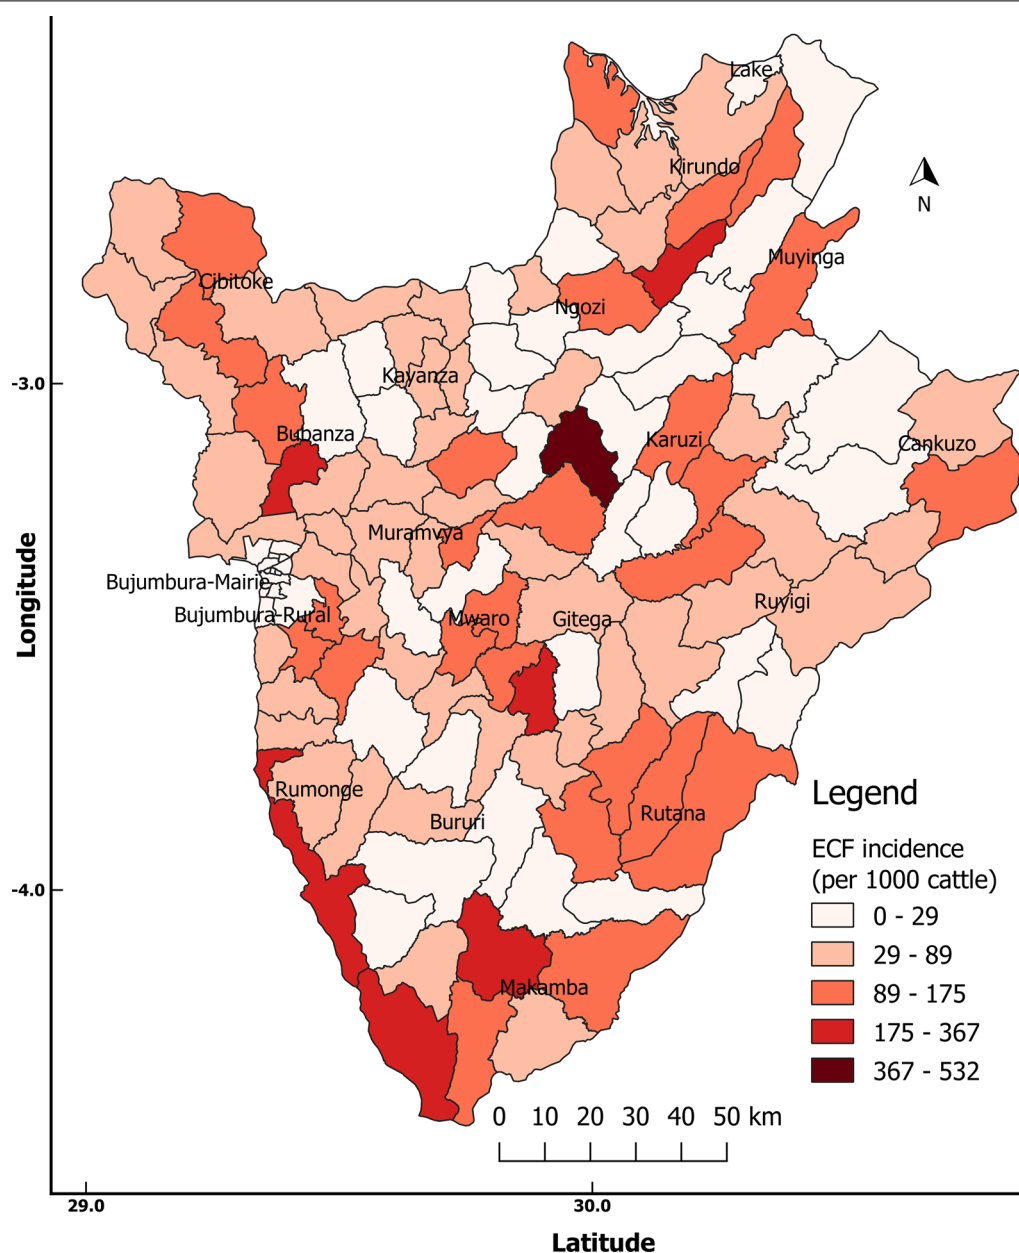 Lake
Kirundo
N
Muyinga
Cibitoke
Ngozi
-3.0
Kayanza
Bubanza
Karuzi
Cankuzo
Muramvya
Bujumbura-Mairie
Ruyigi
Bujumbura-Rural
Mwaro
Gitega
Longitude
Rumonge
Legend
Rutana
Bururi
ECF incidence
(per 1000 cattle)
-4.0
0 - 29
29 - 89
Makamba
89 - 175
175 - 367
367 - 532
0 10 20 30 40 50 km
29.0
30.0
Latitude